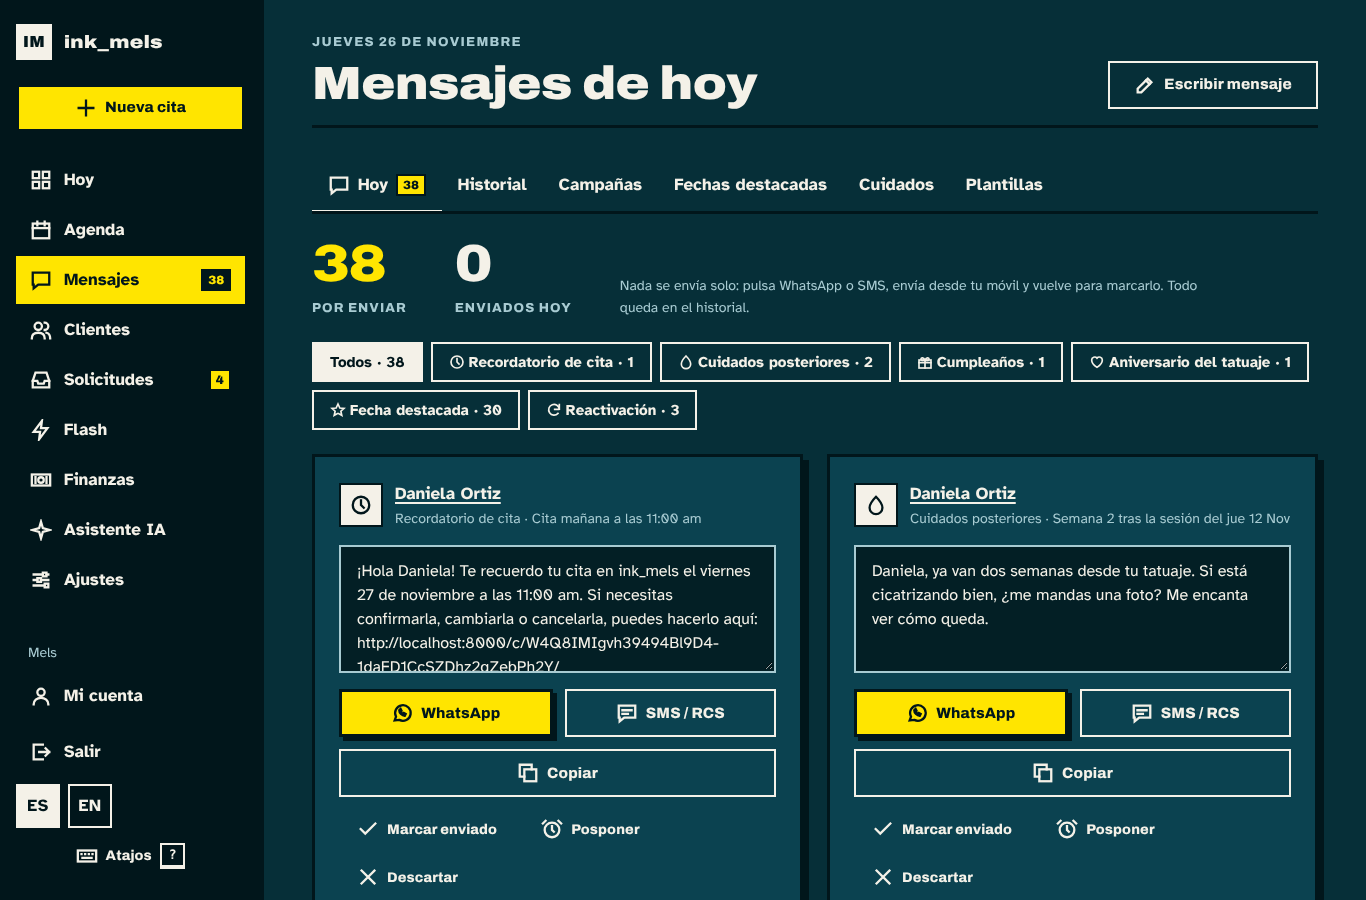 IM ink_mels
Nueva cita
Hoy
Agenda
Mensajes 38
Clientes
Solicitudes 4
Flash
Finanzas
Asistente IA
Ajustes
Mels
Mi cuenta
Salir
ES EN
Atajos ?
JUEVES 26 DE NOVIEMBRE
Mensajes de hoy
Escribir mensaje
Hoy 38 Historial Campañas Fechas destacadas Cuidados Plantillas
38
POR ENVIAR
0
ENVIADOS HOY
Nada se envía solo: pulsa WhatsApp o SMS, envía desde tu móvil y vuelve para marcarlo. Todo
queda en el historial.
Todos · 38 Recordatorio de cita · 1 Cuidados posteriores · 2 Cumpleaños · 1 Aniversario del tatuaje · 1
Fecha destacada · 30 Reactivación · 3
Daniela Ortiz
Recordatorio de cita · Cita mañana a las 11:00 am
¡Hola Daniela! Te recuerdo tu cita en ink_mels el viernes
27 de noviembre a las 11:00 am. Si necesitas
confirmarla, cambiarla o cancelarla, puedes hacerlo aquí:
http://localhost:8000/c/W4Q8IMIgvh39494Bl9D4-
WhatsApp SMS / RCS
Copiar
Marcar enviado Posponer
Descartar
Daniela Ortiz
Cuidados posteriores · Semana 2 tras la sesión del jue 12 Nov
Daniela, ya van dos semanas desde tu tatuaje. Si está
cicatrizando bien, ¿me mandas una foto? Me encanta
ver cómo queda.
WhatsApp SMS / RCS
Copiar
Marcar enviado Posponer
Descartar